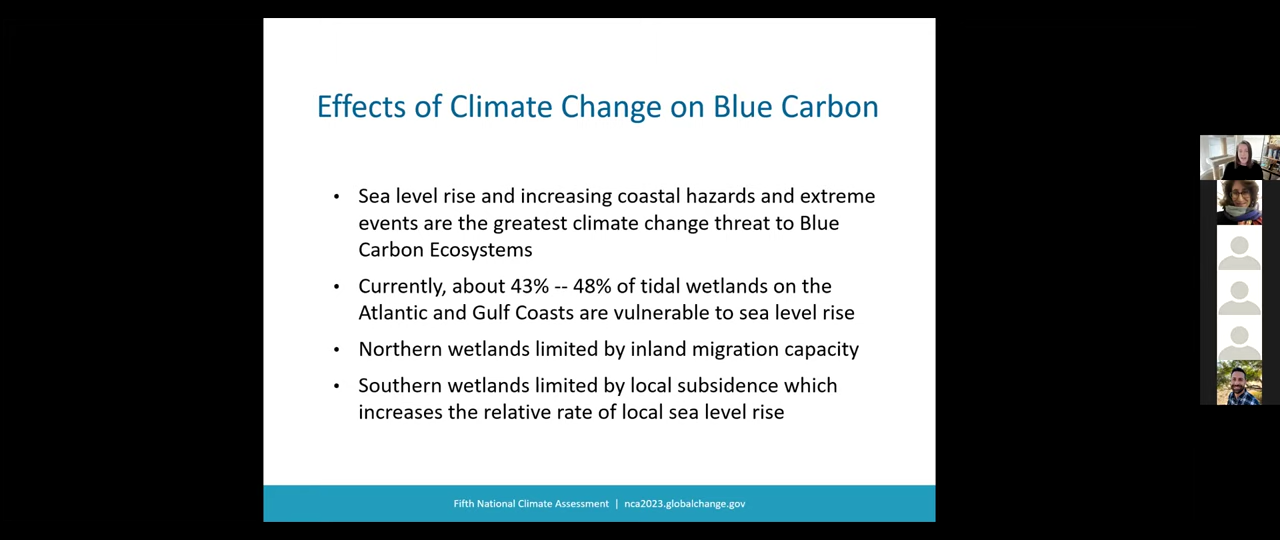 Effects of Climate Change on Blue Carbon
• Sea level rise and increasing coastal hazards and extreme
events are the greatest climate change threat to Blue
Carbon Ecosystems
• Currently, about 43% -- 48% of tidal wetlands on the
Atlantic and Gulf Coasts are vulnerable to sea level rise
• Northern wetlands limited by inland migration capacity
• Southern wetlands limited by local subsidence which
increases the relative rate of local sea level rise
Fifth National Climate Assessment | nca2023.globalchange.gov